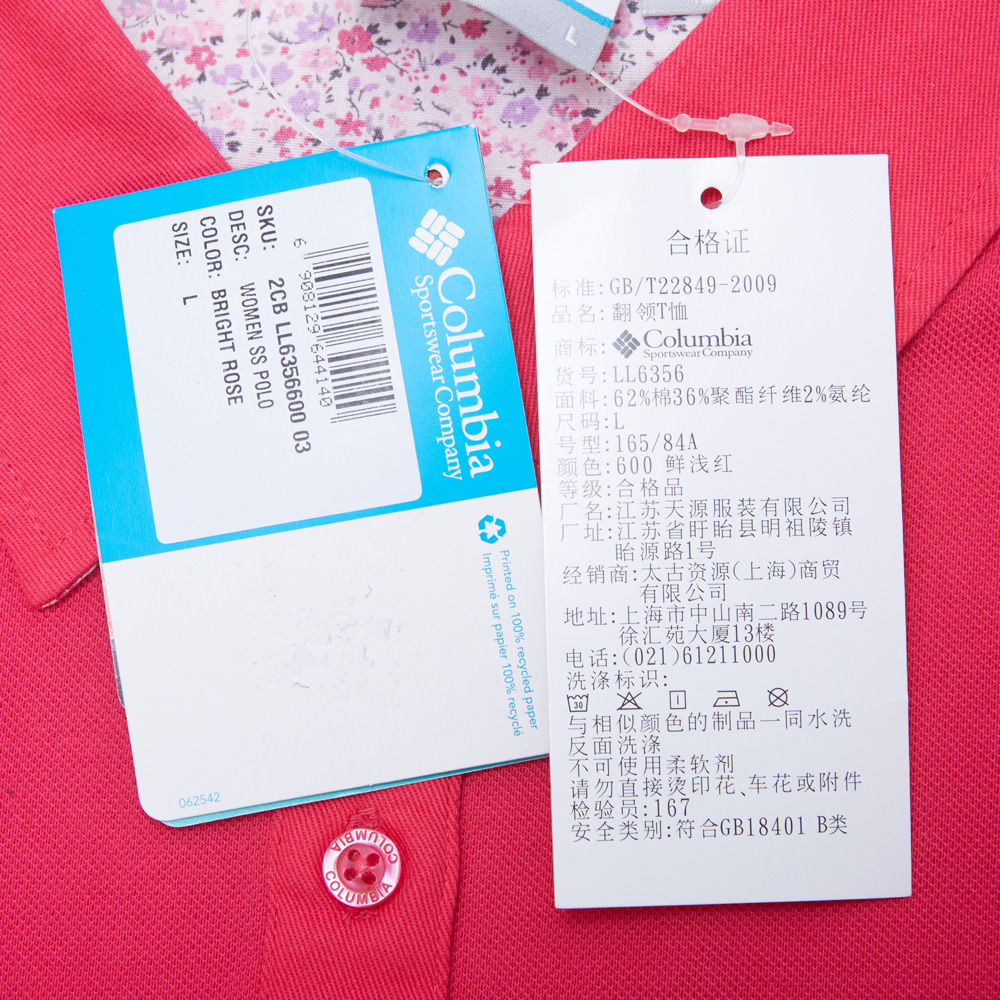 L
Columbia
Sportswear Company
SKU: 2CB LL6356600 03
DESC: WOMEN SS POLO
COLOR: BRIGHT ROSE
SIZE: L
6 908129 644140
Printed on 100% recycled paper
Imprimé sur papier 100% recyclé
062542
合格证
标准:GB/T22849-2009
品名:翻领T恤
商标: Columbia
Sportswear Company
货号:LL6356
面料:62%棉36%聚酯纤维2%氨纶
尺码:L
号型:165/84A
颜色:600 鲜浅红
等级:合格品
厂名:江苏天源服装有限公司
厂址:江苏省盱眙县明祖陵镇
眙源路1号
经销商:太古资源(上海)商贸
有限公司
地址:上海市中山南二路1089号
徐汇苑大厦13楼
电话:(021)61211000
洗涤标识:
30
与相似颜色的制品一同水洗
反面洗涤
不可使用柔软剂
请勿直接烫印花、车花或附件
检验员:167
安全类别:符合GB18401 B类
COLUMBIA
COLUMBIA